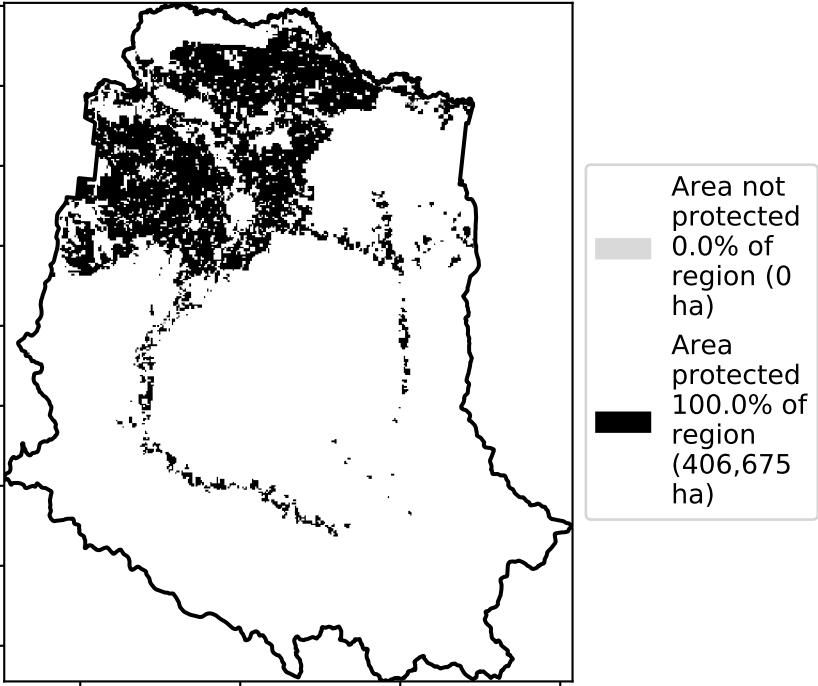 Area not
protected
0.0% of
region (0
ha)
Area
protected
100.0% of
region
(406,675
ha)